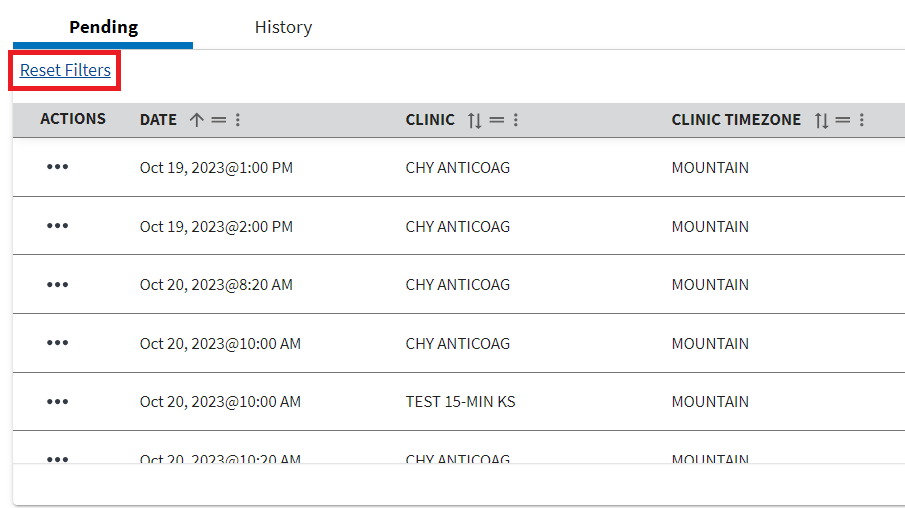 Pending History
Reset Filters
ACTIONS DATE CLINIC CLINIC TIMEZONE
Oct 19, 2023@1:00 PM CHY ANTICOAG MOUNTAIN
Oct 19, 2023@2:00 PM CHY ANTICOAG MOUNTAIN
Oct 20, 2023@8:20 AM CHY ANTICOAG MOUNTAIN
Oct 20, 2023@10:00 AM CHY ANTICOAG MOUNTAIN
Oct 20, 2023@10:00 AM TEST 15-MIN KS MOUNTAIN
Oct 20, 2023@10:20 AM CHY ANTICOAG MOUNTAIN